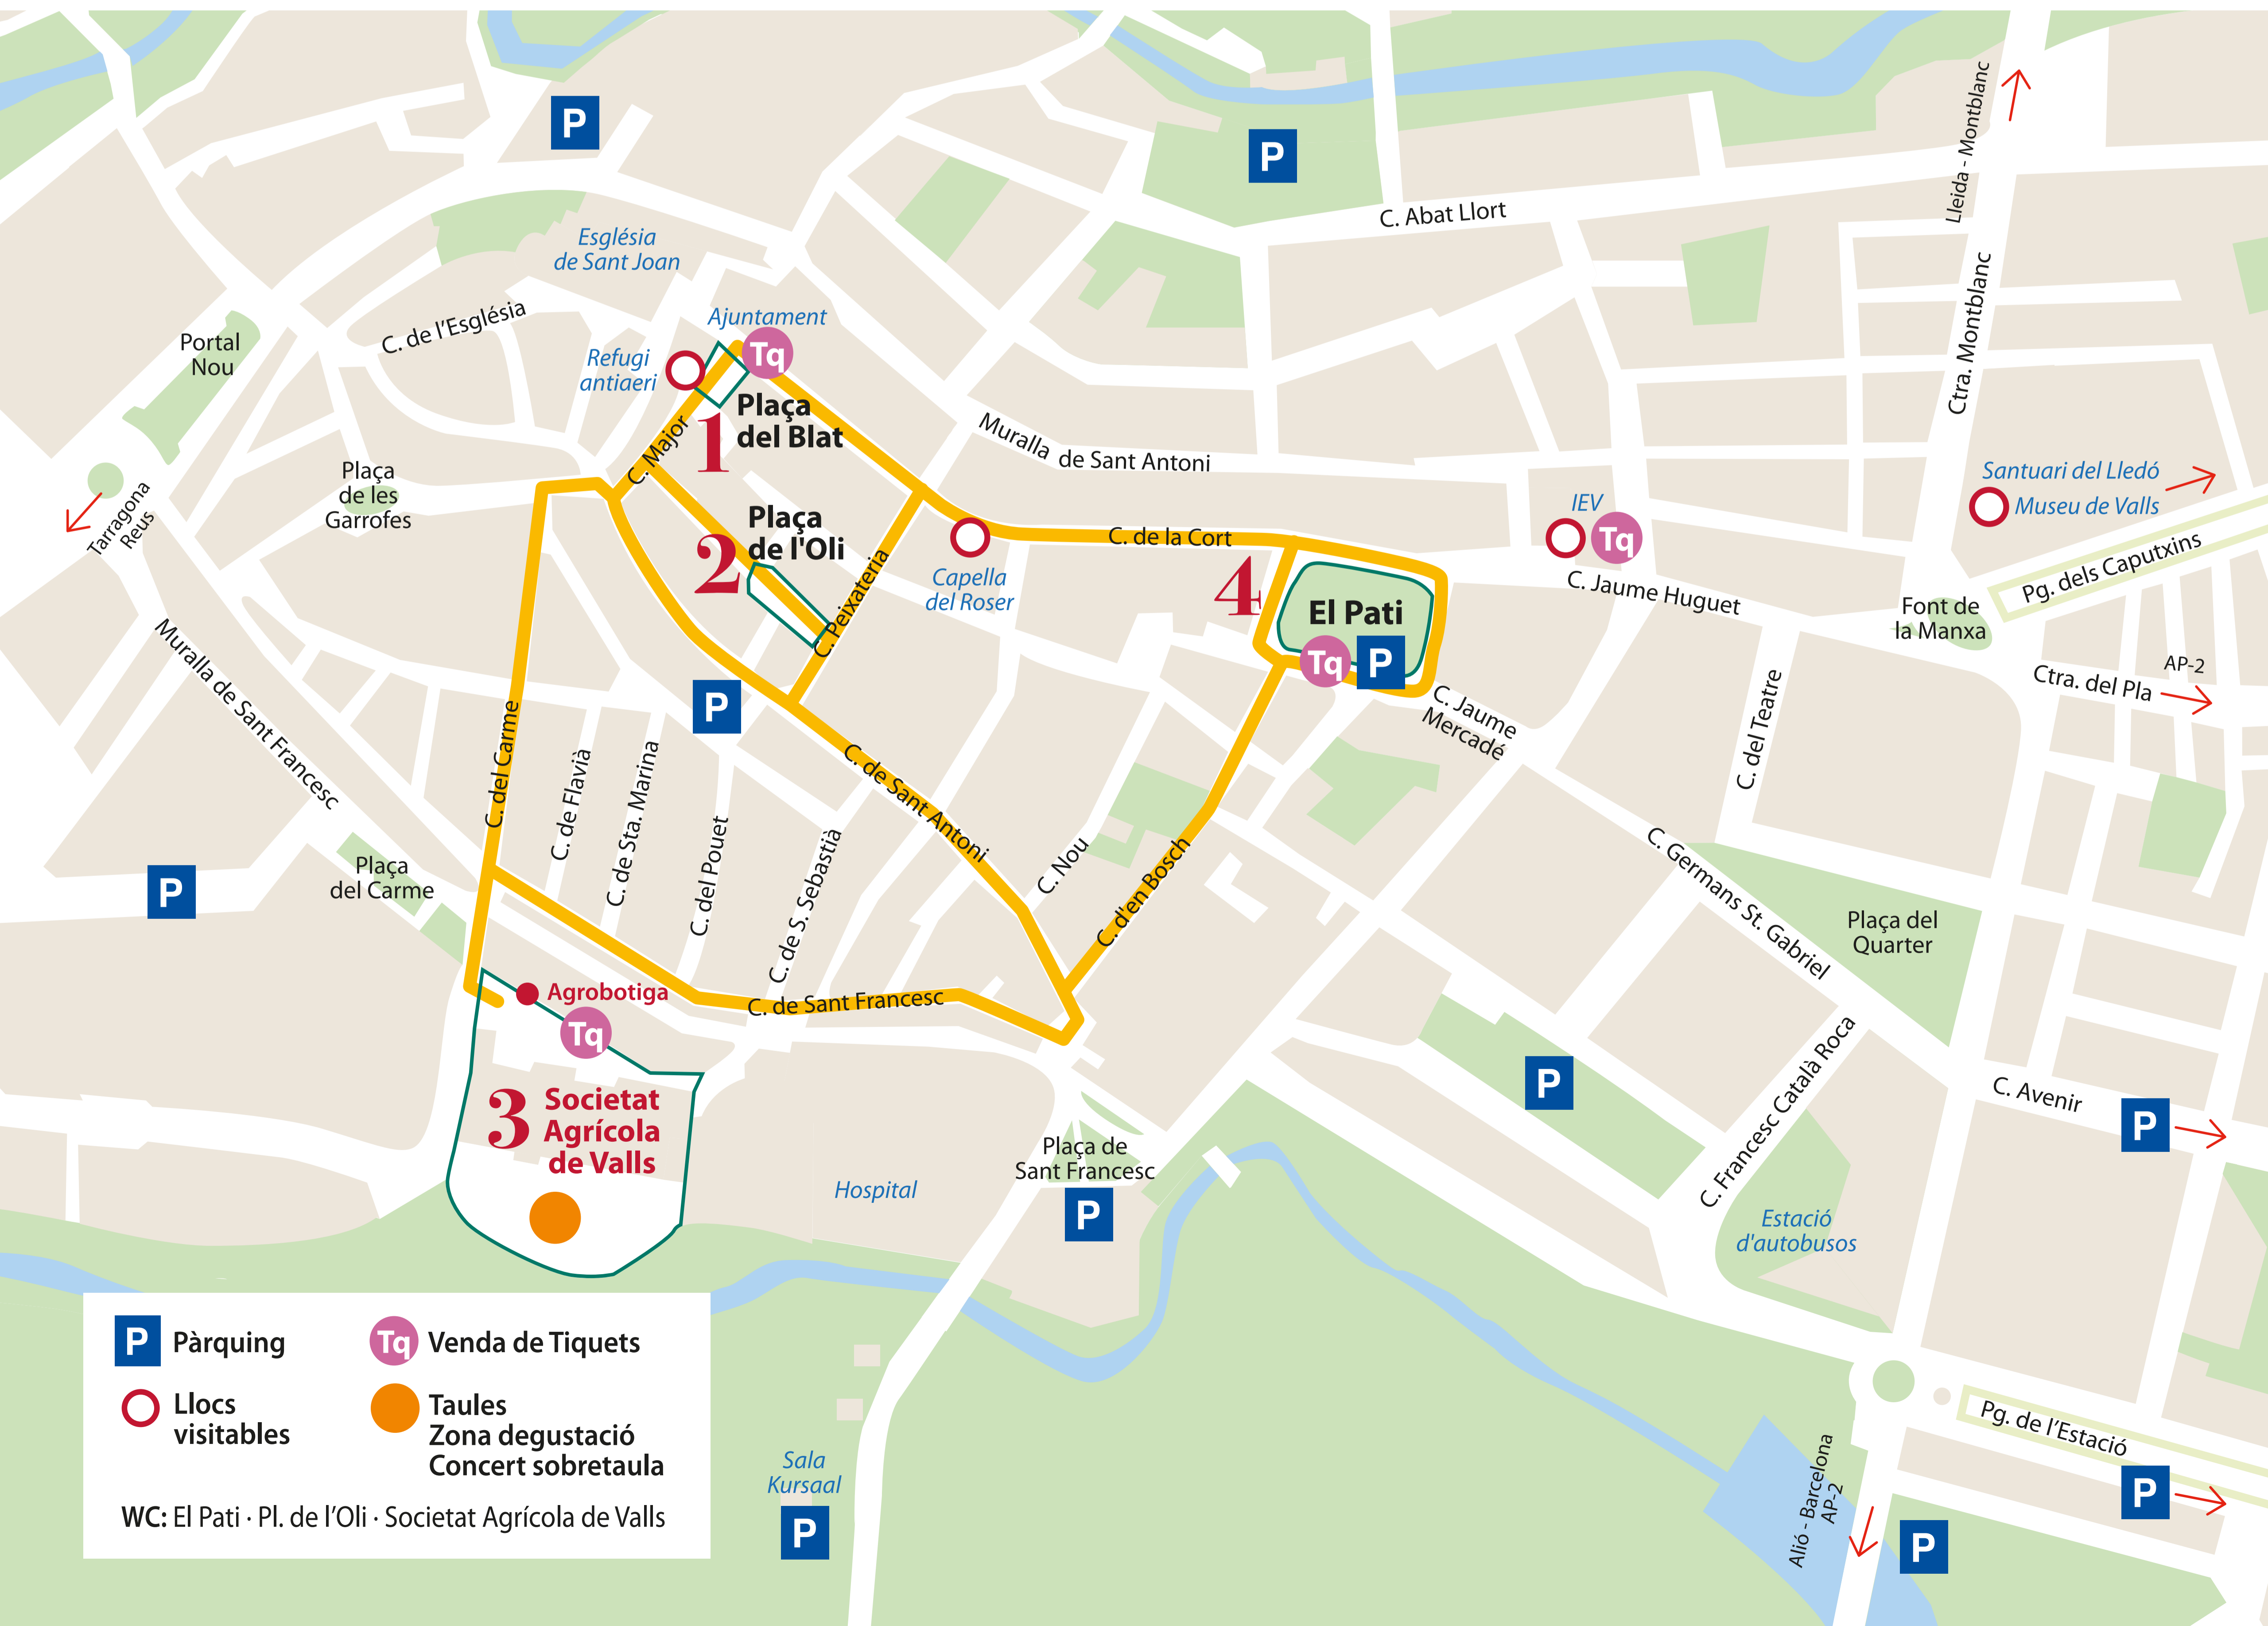 P
P
C. Abat Llort
Lleida - Montblanc
Ctra. Montblanc
Església
de Sant Joan
C. de l'Església
Portal
Nou
Ajuntament
Tq
Refugi
antiaeri
1
Plaça
del Blat
C. Major
Muralla de Sant Antoni
Plaça
de les
Garrofes
Tarragona
Reus
2
Plaça
de l'Oli
C. Peixateria
Capella
del Roser
C. de la Cort
4
El Pati
Tq
P
IEV
Tq
Santuari del Lledó
Museu de Valls
C. Jaume Huguet
Pg. dels Caputxins
Font de
la Manxa
AP-2
Ctra. del Pla
C. Jaume
Mercadé
C. del Teatre
Muralla de Sant Francesc
C. del Carme
P
C. de Flavià
C. de Sta. Marina
C. del Pouet
C. de S. Sebastià
C. de Sant Antoni
C. Nou
C. d'en Bosch
C. Germans St. Gabriel
Plaça del
Quarter
P
Plaça
del Carme
Agrobotiga
Tq
C. de Sant Francesc
3
Societat
Agrícola
de Valls
Hospital
Plaça de
Sant Francesc
P
P
C. Francesc Català Roca
C. Avenir
P
Estació
d'autobusos
Pg. de l'Estació
P
Alió - Barcelona
AP-2
P
Sala
Kursaal
P
P Pàrquing
Tq Venda de Tiquets
Llocs
visitables
Taules
Zona degustació
Concert sobretaula
WC: El Pati · Pl. de l'Oli · Societat Agrícola de Valls